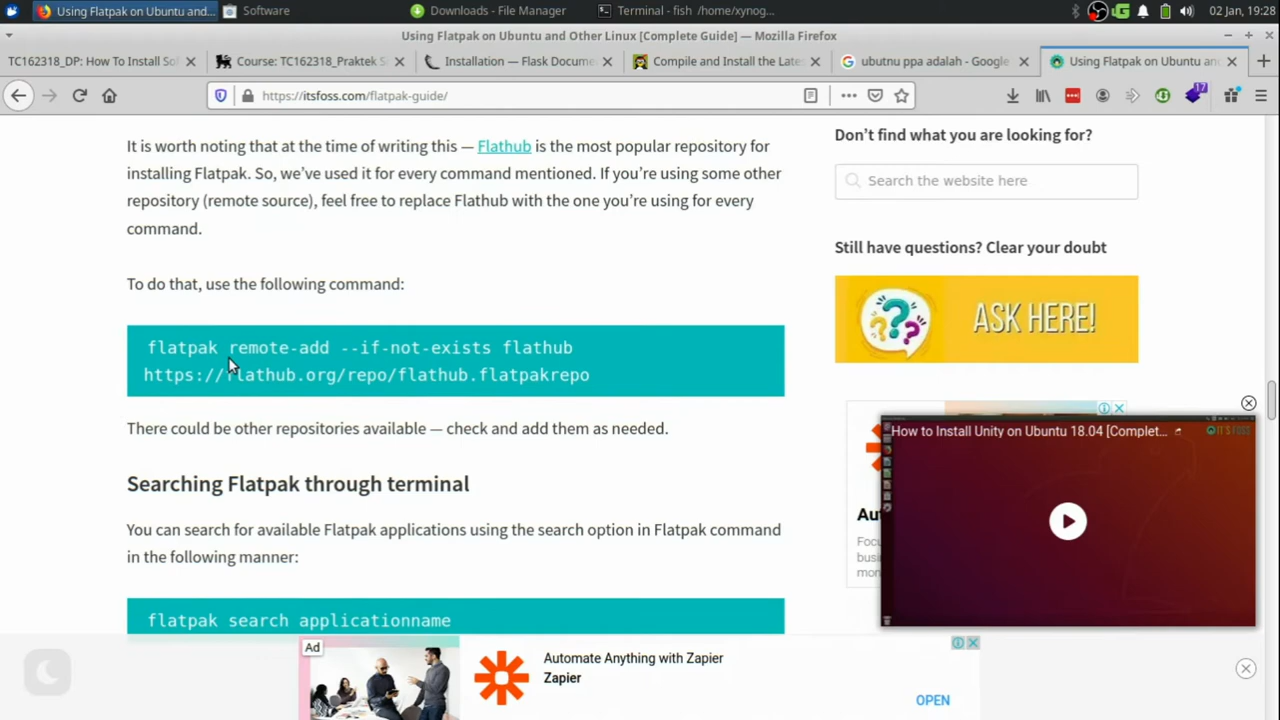 Using Flatpak on Ubuntu and...
Software
Downloads - File Manager
Terminal - fish /home/xynog...
02 Jan, 19:28
Using Flatpak on Ubuntu and Other Linux [Complete Guide] — Mozilla Firefox
TC162318_DP: How To Install Sof
Course: TC162318_Praktek S
Installation — Flask Docume
Compile and Install the Late
ubutnu ppa adalah - Google
Using Flatpak on Ubuntu and
https://itsfoss.com/flatpak-guide/
17
It is worth noting that at the time of writing this — Flathub is the most popular repository for
installing Flatpak. So, we've used it for every command mentioned. If you're using some other
repository (remote source), feel free to replace Flathub with the one you're using for every
command.
To do that, use the following command:
flatpak remote-add --if-not-exists flathub
https://flathub.org/repo/flathub.flatpakrepo
There could be other repositories available — check and add them as needed.
Searching Flatpak through terminal
You can search for available Flatpak applications using the search option in Flatpak command
in the following manner:
flatpak search applicationname
Don't find what you are looking for?
Search the website here
Still have questions? Clear your doubt
ASK HERE!
How to Install Unity on Ubuntu 18.04 [Complet...
IT'S FOSS
Aut
Focu
busin
mon
Ad
Automate Anything with Zapier
Zapier
OPEN